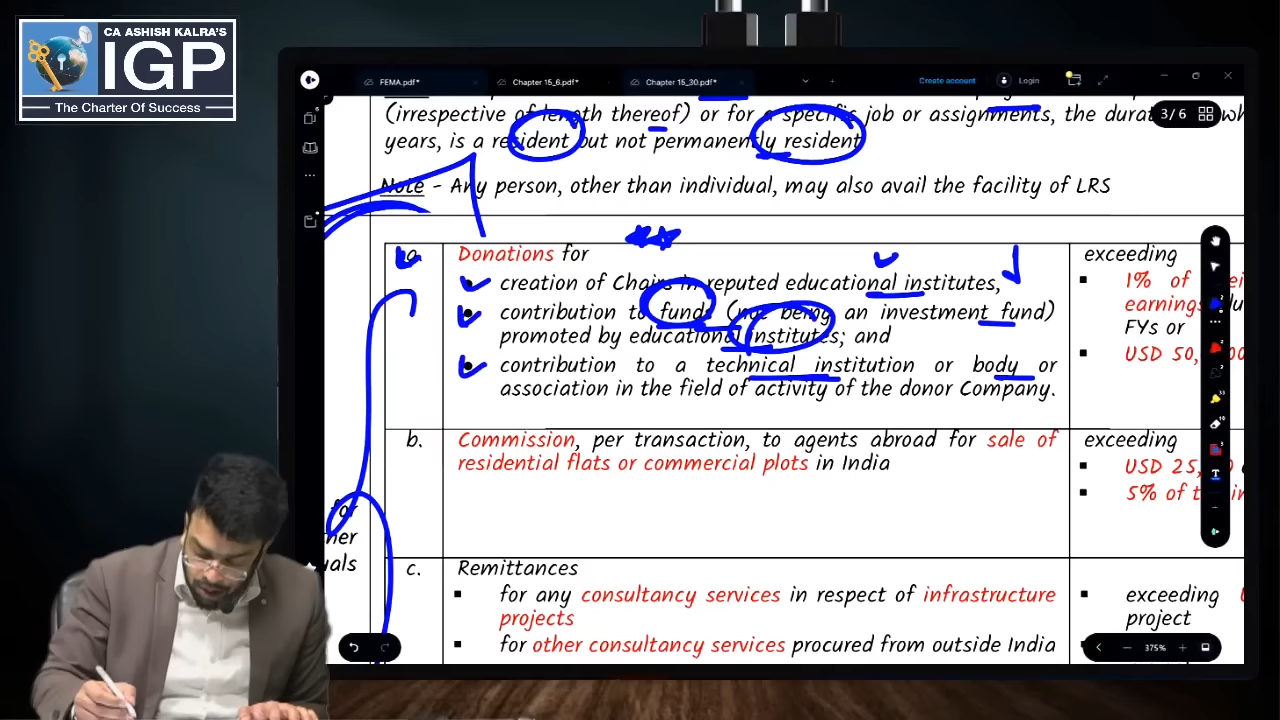 CA ASHISH KALRA'S
IGP
The Charter Of Success
FEMA.pdf*
Chapter 15_6.pdf*
Chapter 15_30.pdf*
Create account
Login
(irrespective of length thereof) or for a specific job or assignments, the
3/6
years, is a resident but not permanently resident
Note - Any person, other than individual, may also avail the facility of LRS
a.
Donations for
exceeding
creation of Chairs in reputed educational institutes,
1% of
contribution to funds (not being an investment fund)
earnings
promoted by educational institutes; and
FYs or
contribution to a technical institution or body or
USD 50,
association in the field of activity of the donor Company.
b.
Commission, per transaction, to agents abroad for sale of
exceeding
residential flats or commercial plots in India
USD 25,
5% of
for
c.
Remittances
for any consultancy services in respect of infrastructure
exceeding
projects
project
for other consultancy services procured from outside India
375%